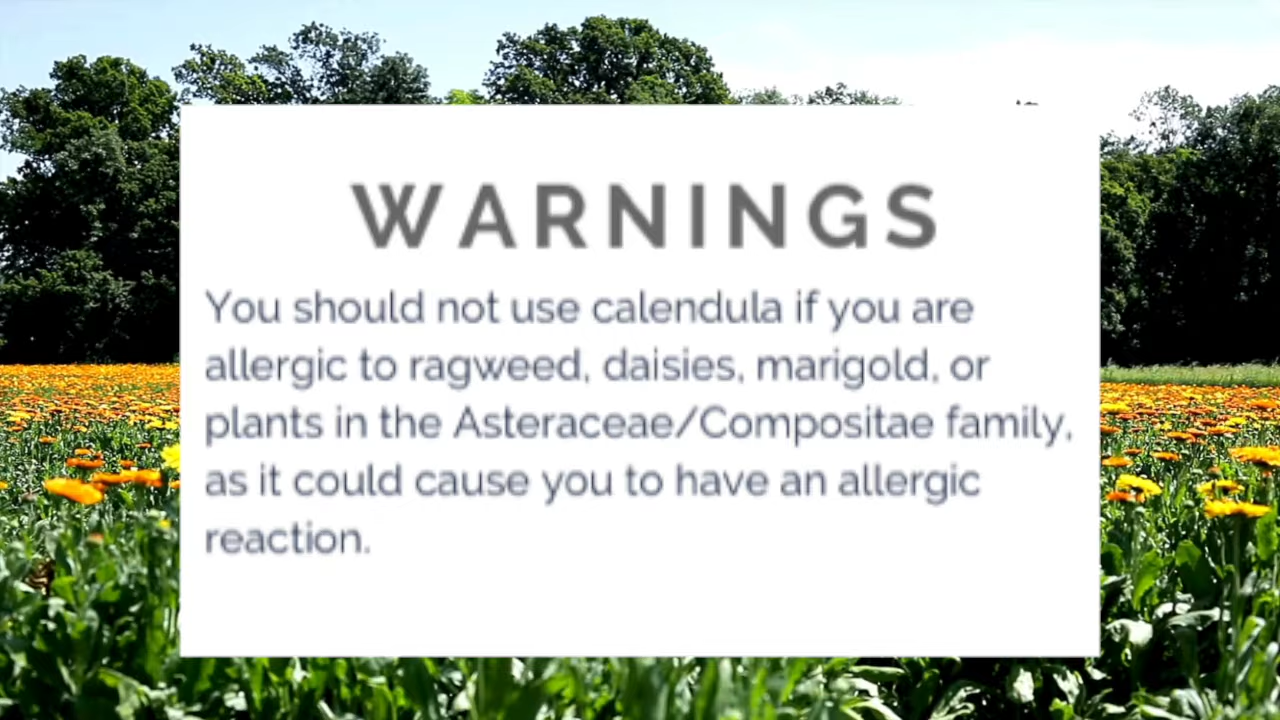 WARNINGS
You should not use calendula if you are
allergic to ragweed, daisies, marigold, or
plants in the Asteraceae/Compositae family,
as it could cause you to have an allergic
reaction.